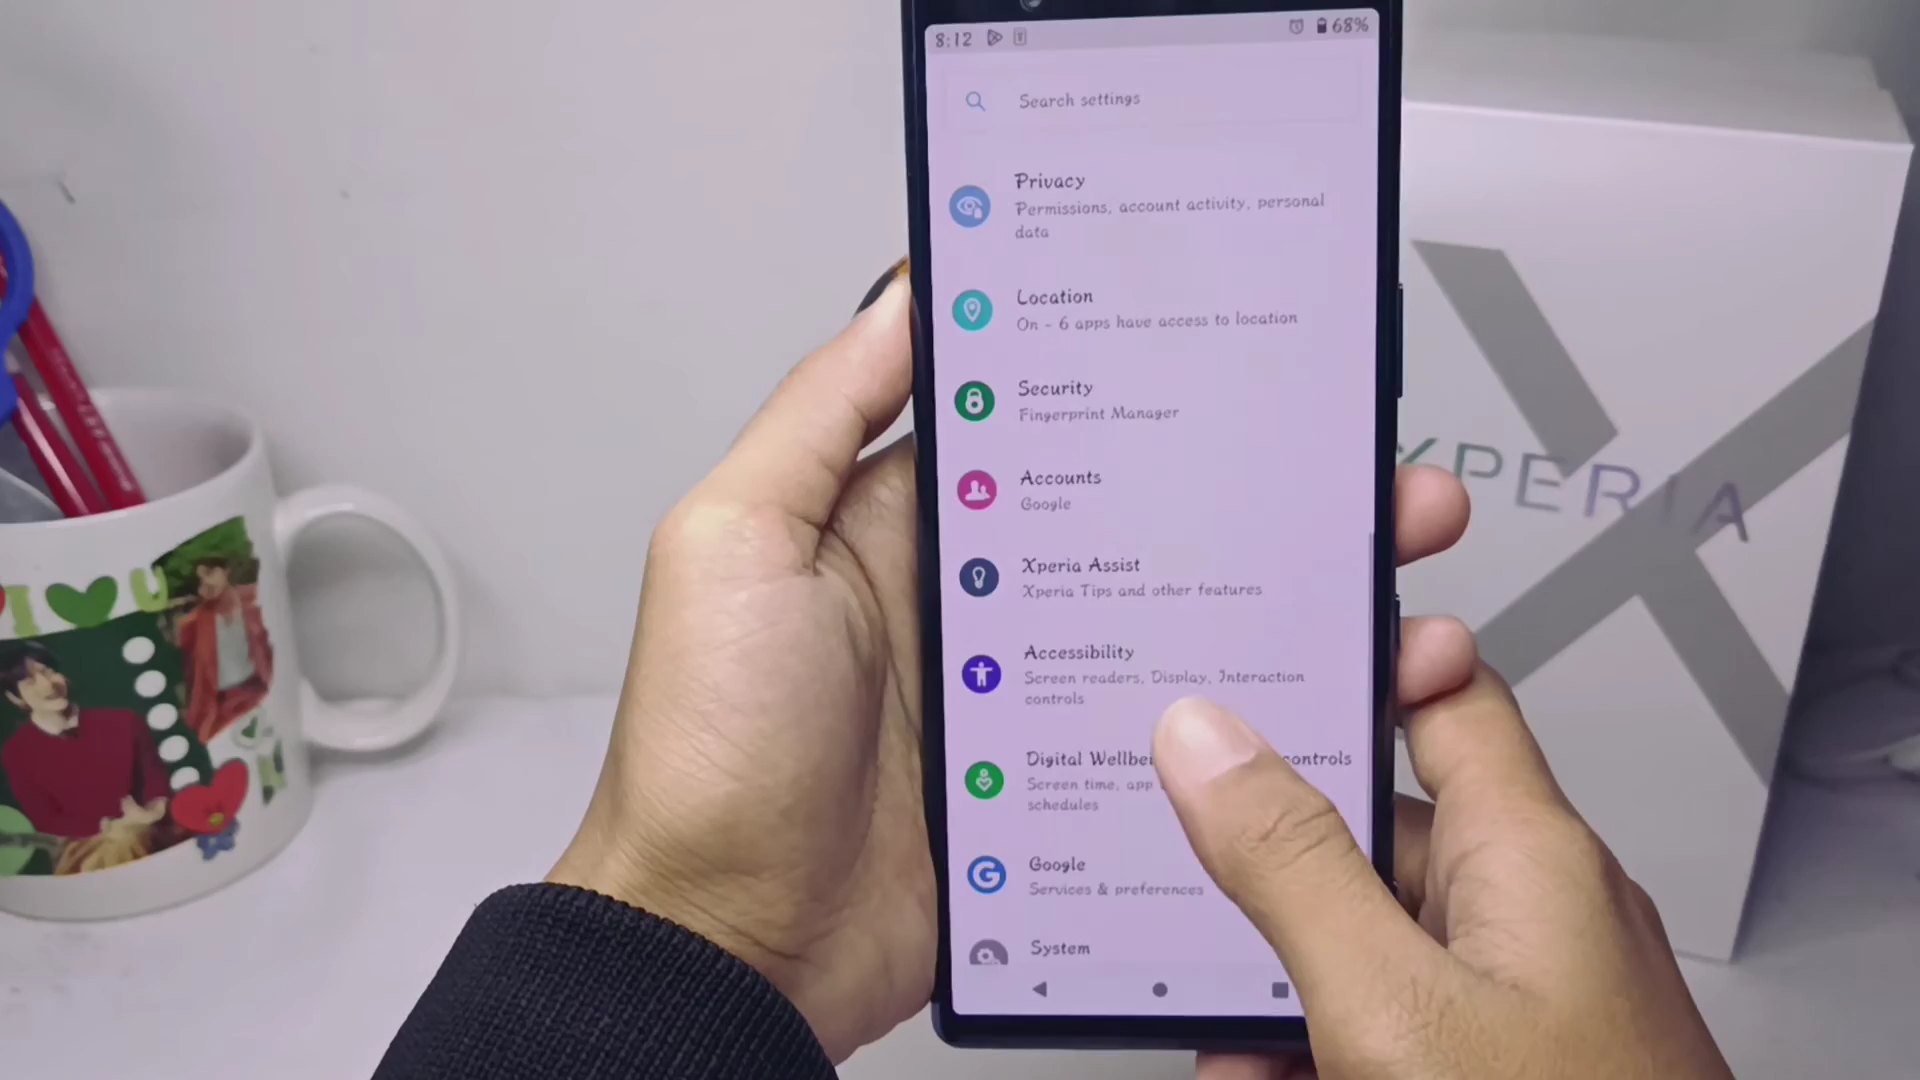 8:12
68%
Search settings
Privacy
Permissions, account activity, personal
data
Location
On - 6 apps have access to location
Security
Fingerprint Manager
Accounts
Google
Xperia Assist
Xperia Tips and other features
Accessibility
Screen readers, Display, Interaction
controls
Digital controls
Screen time, app
schedules
Google
Services & preferences
System
XPERIA
I U